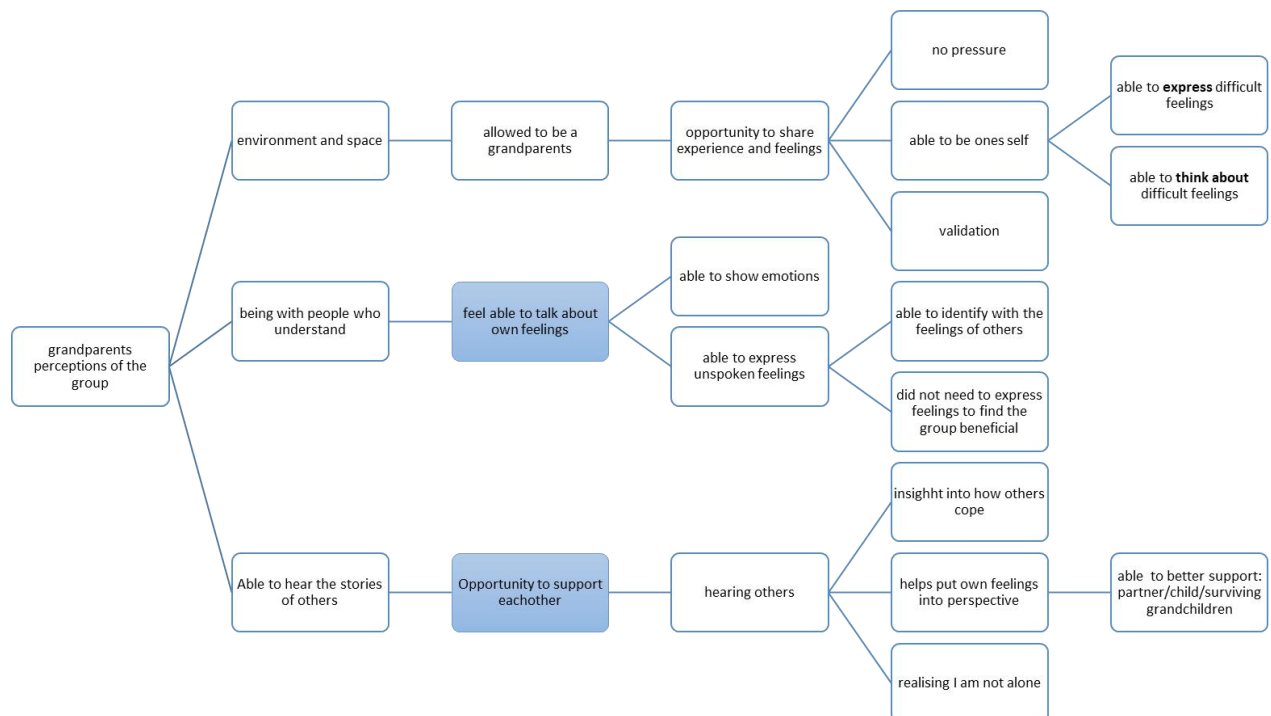 grandparents
perceptions of the
group
environment and space
allowed to be a
grandparents
opportunity to share
experience and feelings
no pressure
able to be ones self
able to express difficult
feelings
able to think about
difficult feelings
validation
being with people who
understand
feel able to talk about
own feelings
able to show emotions
able to express
unspoken feelings
able to identify with the
feelings of others
did not need to express
feelings to find the
group beneficial
Able to hear the stories
of others
Opportunity to support
eachother
hearing others
insighht into how others
cope
helps put own feelings
into perspective
able to better support:
partner/child/surviving
grandchildren
realising I am not alone